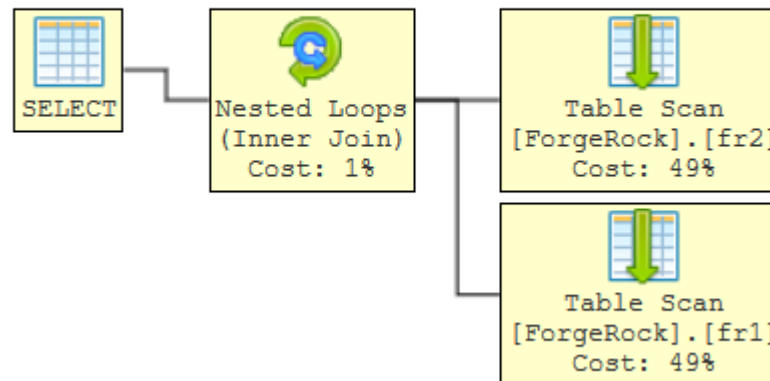 SELECT
Nested Loops
(Inner Join)
Cost: 1%
Table Scan
[ForgeRock].[fr2]
Cost: 49%
Table Scan
[ForgeRock].[fr1]
Cost: 49%